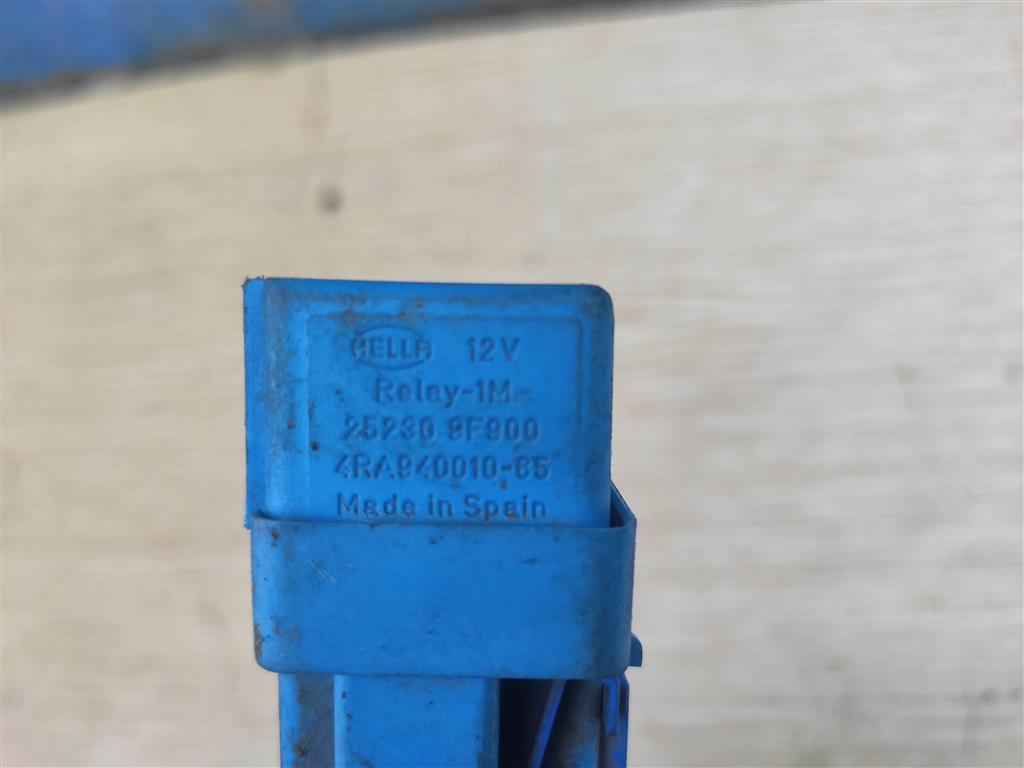 HELLA 12V
Relay-1M
25230 9F900
4RA940010-65
Made in Spain